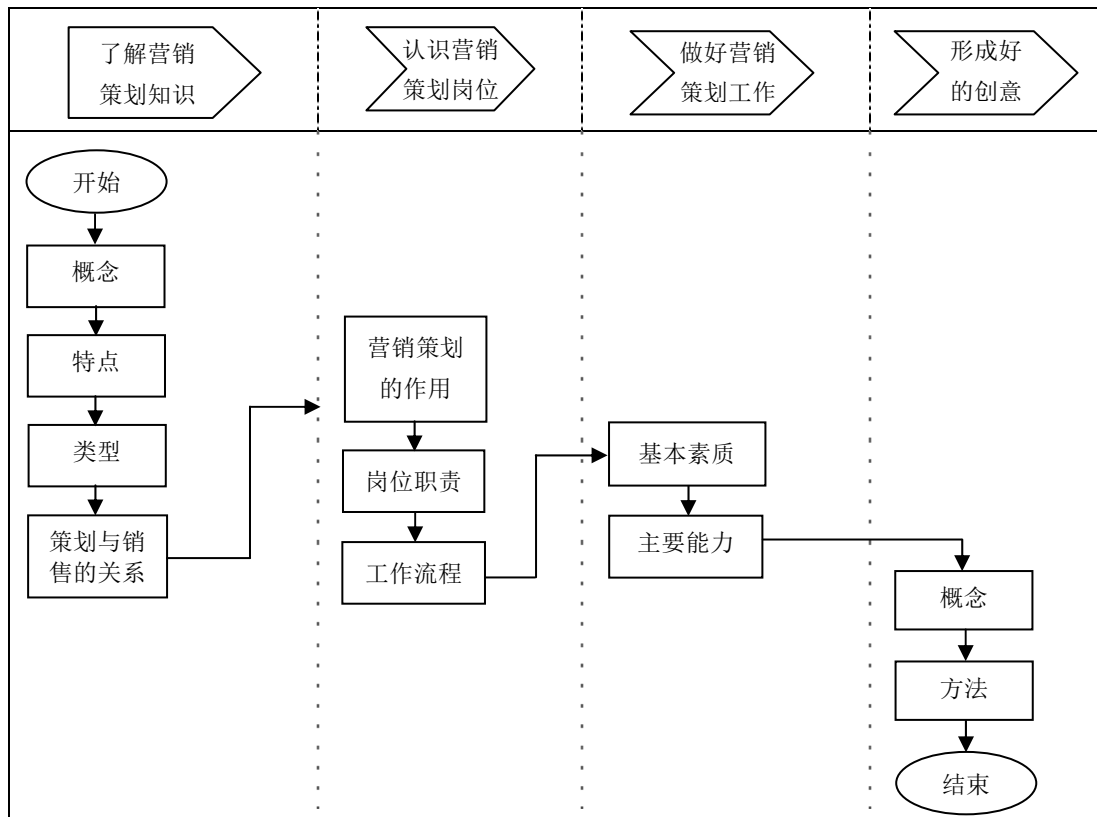 了解营销
策划知识
认识营销
策划岗位
做好营销
策划工作
形成好
的创意
开始
概念
特点
类型
策划与销
售的关系
营销策划
的作用
岗位职责
工作流程
基本素质
主要能力
概念
方法
结束